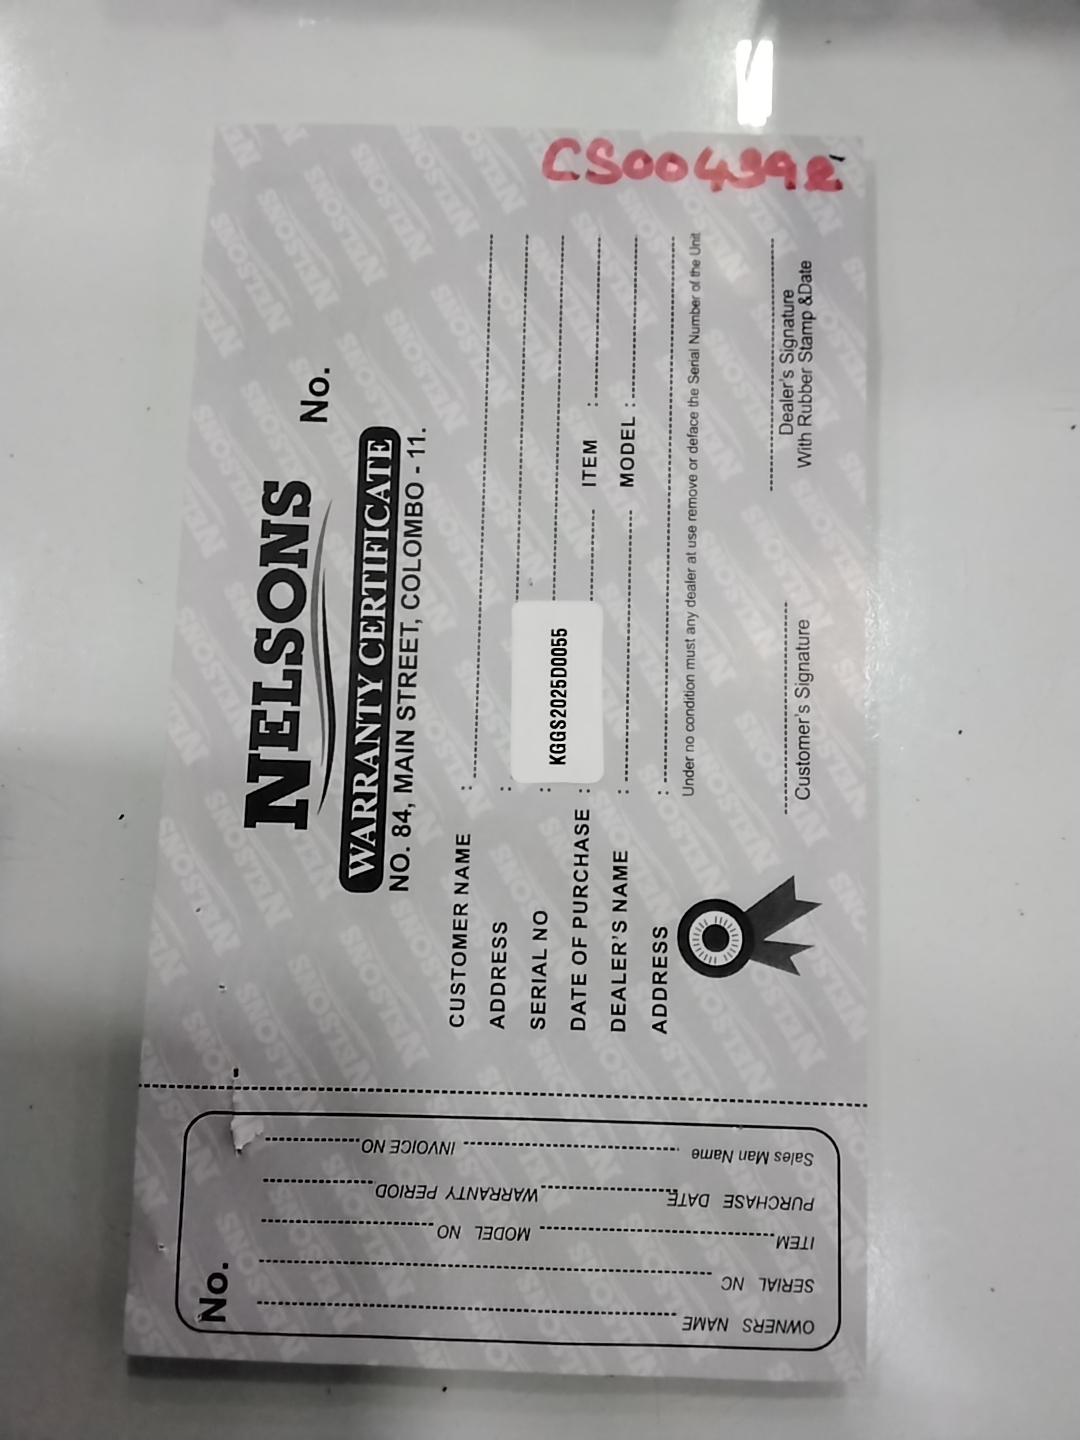 CS004392
NELSONS
No.
WARRANTY CERTIFICATE
NO. 84, MAIN STREET, COLOMBO - 11.
CUSTOMER NAME :
ADDRESS :
SERIAL NO :
KGGS2025D0055
DATE OF PURCHASE : ITEM :
DEALER'S NAME : MODEL :
ADDRESS :
Under no condition must any dealer at use remove or deface the Serial Number of the Unit
Customer's Signature
Dealer's Signature
With Rubber Stamp &Date
No.
OWNERS NAME
SERIAL NC
ITEM MODEL NO
PURCHASE DATE WARRANTY PERIOD
Sales Man Name INVOICE NO